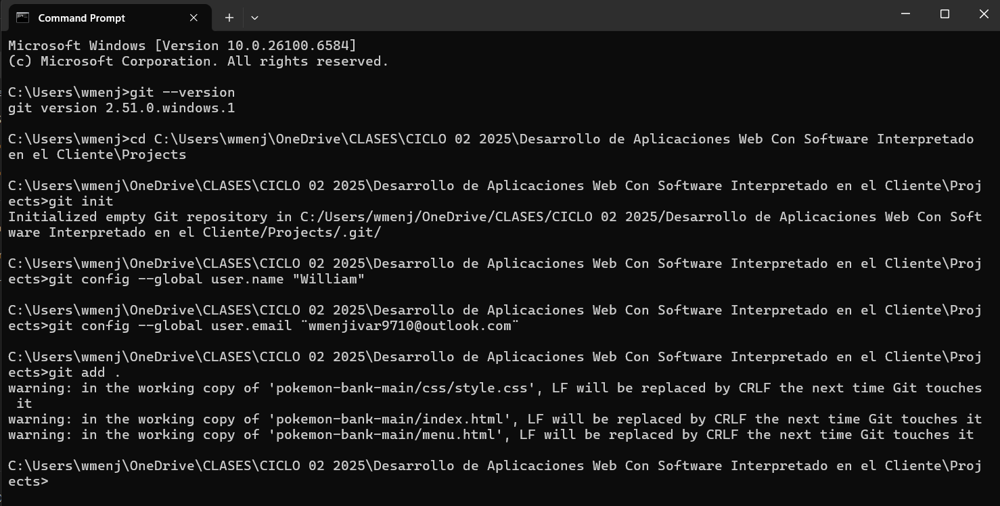 Command Prompt
Microsoft Windows [Version 10.0.26100.6584]
(c) Microsoft Corporation. All rights reserved.
C:\Users\wmenj>git --version
git version 2.51.0.windows.1
C:\Users\wmenj>cd C:\Users\wmenj\OneDrive\CLASES\CICLO 02 2025\Desarrollo de Aplicaciones Web Con Software Interpretado
en el Cliente\Projects
C:\Users\wmenj\OneDrive\CLASES\CICLO 02 2025\Desarrollo de Aplicaciones Web Con Software Interpretado en el Cliente\Proj
ects>git init
Initialized empty Git repository in C:/Users/wmenj/OneDrive/CLASES/CICLO 02 2025/Desarrollo de Aplicaciones Web Con Soft
ware Interpretado en el Cliente/Projects/.git/
C:\Users\wmenj\OneDrive\CLASES\CICLO 02 2025\Desarrollo de Aplicaciones Web Con Software Interpretado en el Cliente\Proj
ects>git config --global user.name "William"
C:\Users\wmenj\OneDrive\CLASES\CICLO 02 2025\Desarrollo de Aplicaciones Web Con Software Interpretado en el Cliente\Proj
ects>git config --global user.email ¨wmenjivar9710@outlook.com¨
C:\Users\wmenj\OneDrive\CLASES\CICLO 02 2025\Desarrollo de Aplicaciones Web Con Software Interpretado en el Cliente\Proj
ects>git add .
warning: in the working copy of 'pokemon-bank-main/css/style.css', LF will be replaced by CRLF the next time Git touches
 it
warning: in the working copy of 'pokemon-bank-main/index.html', LF will be replaced by CRLF the next time Git touches it
warning: in the working copy of 'pokemon-bank-main/menu.html', LF will be replaced by CRLF the next time Git touches it
C:\Users\wmenj\OneDrive\CLASES\CICLO 02 2025\Desarrollo de Aplicaciones Web Con Software Interpretado en el Cliente\Proj
ects>